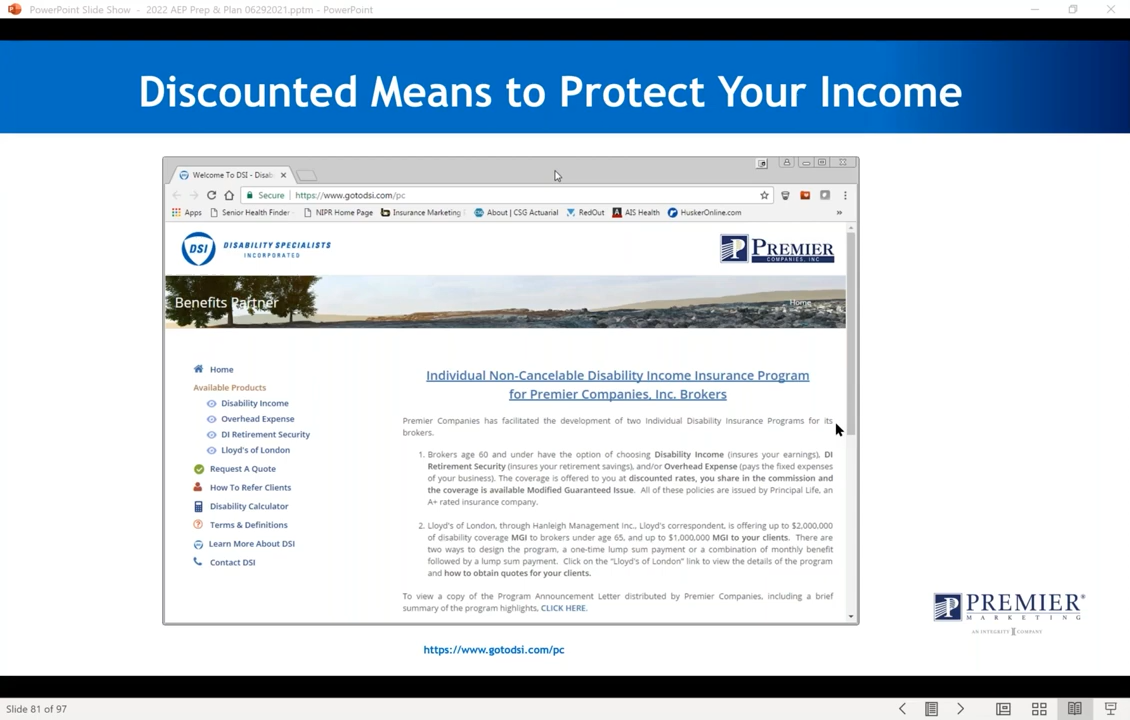 PowerPoint Slide Show - 2022 AEP Prep & Plan 06292021.pptm - PowerPoint
Discounted Means to Protect Your Income
Welcome To DSI - Disab
Secure | https://www.gotodsi.com/pc
Apps Senior Health Finder NIPR Home Page Insurance Marketing About | CSG Actuarial RedOut AIS Health HuskerOnline.com »
DSI DISABILITY SPECIALISTS
INCORPORATED
PREMIER
COMPANIES, INC
Benefits Partner
Home
Home
Available Products
Disability Income
Overhead Expense
DI Retirement Security
Lloyd's of London
Request A Quote
How To Refer Clients
Disability Calculator
Terms & Definitions
Learn More About DSI
Contact DSI
Individual Non-Cancelable Disability Income Insurance Program
for Premier Companies, Inc. Brokers
Premier Companies has facilitated the development of two Individual Disability Insurance Programs for its
brokers.
1. Brokers age 60 and under have the option of choosing Disability Income (insures your earnings), DI
Retirement Security (insures your retirement savings), and/or Overhead Expense (pays the fixed expenses
of your business). The coverage is offered to you at discounted rates, you share in the commission and
the coverage is available Modified Guaranteed Issue. All of these policies are issued by Principal Life, an
A+ rated insurance company.
2. Lloyd's of London, through Hanleigh Management Inc., Lloyd's correspondent, is offering up to $2,000,000
of disability coverage MGI to brokers under age 65, and up to $1,000,000 MGI to your clients. There are
two ways to design the program, a one-time lump sum payment or a combination of monthly benefit
followed by a lump sum payment. Click on the "Lloyd's of London" link to view the details of the program
and how to obtain quotes for your clients.
To view a copy of the Program Announcement Letter distributed by Premier Companies, including a brief
summary of the program highlights, CLICK HERE.
PREMIER®
MARKETING
AN INTEGRITY COMPANY
https://www.gotodsi.com/pc
Slide 81 of 97